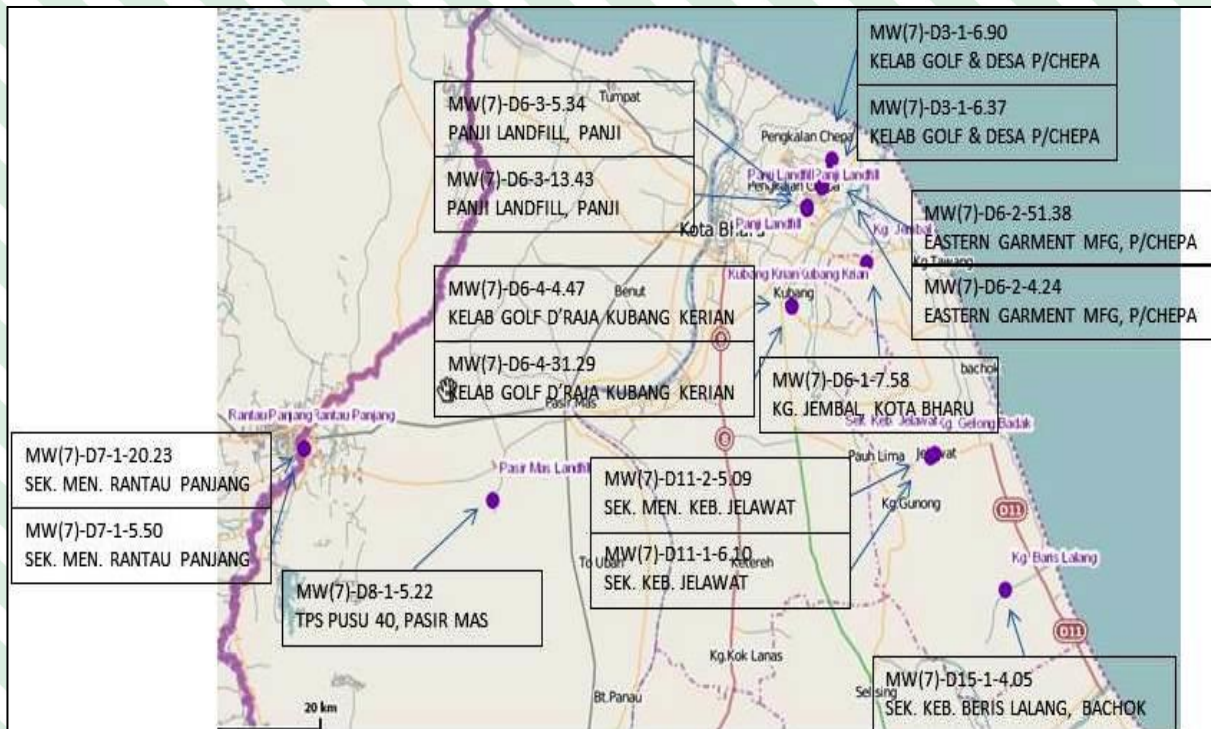 MW(7)-D3-1-6.90
KELAB GOLF & DESA P/CHEPA
MW(7)-D3-1-6.37
KELAB GOLF & DESA P/CHEPA
MW(7)-D6-3-5.34
PANJI LANDFILL, PANJI
MW(7)-D6-3-13.43
PANJI LANDFILL, PANJI
Tumpat
Pengkalan Chepa
Panji Landfill
Panji Landfill
Pengkalan Chepa
Panji Landfill
Kota Bharu
Kg. Jembal
Kg.Tawang
MW(7)-D6-2-51.38
EASTERN GARMENT MFG, P/CHEPA
MW(7)-D6-2-4.24
EASTERN GARMENT MFG, P/CHEPA
Kubang Krian
Kubang Krian
Kubang
Benut
MW(7)-D6-4-4.47
KELAB GOLF D'RAJA KUBANG KERIAN
MW(7)-D6-4-31.29
KELAB GOLF D'RAJA KUBANG KERIAN
MW(7)-D6-1-7.58
KG. JEMBAL, KOTA BHARU
bachok
Pasir Mas
Rantau Panjang
Rantau Panjang
Sek. Keb. Jelawat
Kg. Gelong Badak
Pauh Lima
Jelawat
Kg.Gunong
MW(7)-D7-1-20.23
SEK. MEN. RANTAU PANJANG
MW(7)-D7-1-5.50
SEK. MEN. RANTAU PANJANG
Pasir Mas Landfill
MW(7)-D11-2-5.09
SEK. MEN. KEB. JELAWAT
MW(7)-D11-1-6.10
SEK. KEB. JELAWAT
D11
To Uban
Ketereh
MW(7)-D8-1-5.22
TPS PUSU 40, PASIR MAS
Kg. Baris Lalang
D11
Kg.Kok Lanas
Bt.Panau
Selising
MW(7)-D15-1-4.05
SEK. KEB. BERIS LALANG, BACHOK
20 km